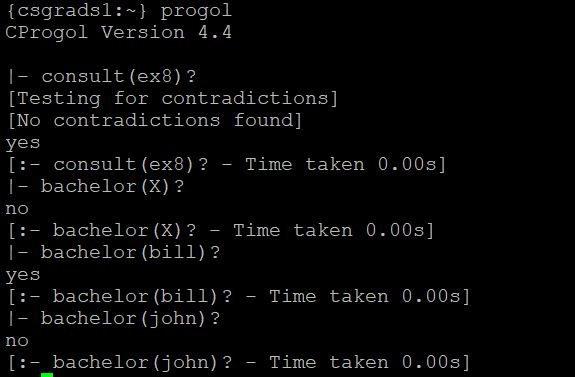 {csgrads1:~} progol
CProgol Version 4.4
|- consult(ex8)?
[Testing for contradictions]
[No contradictions found]
yes
[:- consult(ex8)? - Time taken 0.00s]
|- bachelor(X)?
no
[:- bachelor(X)? - Time taken 0.00s]
|- bachelor(bill)?
yes
[:- bachelor(bill)? - Time taken 0.00s]
|- bachelor(john)?
no
[:- bachelor(john)? - Time taken 0.00s]